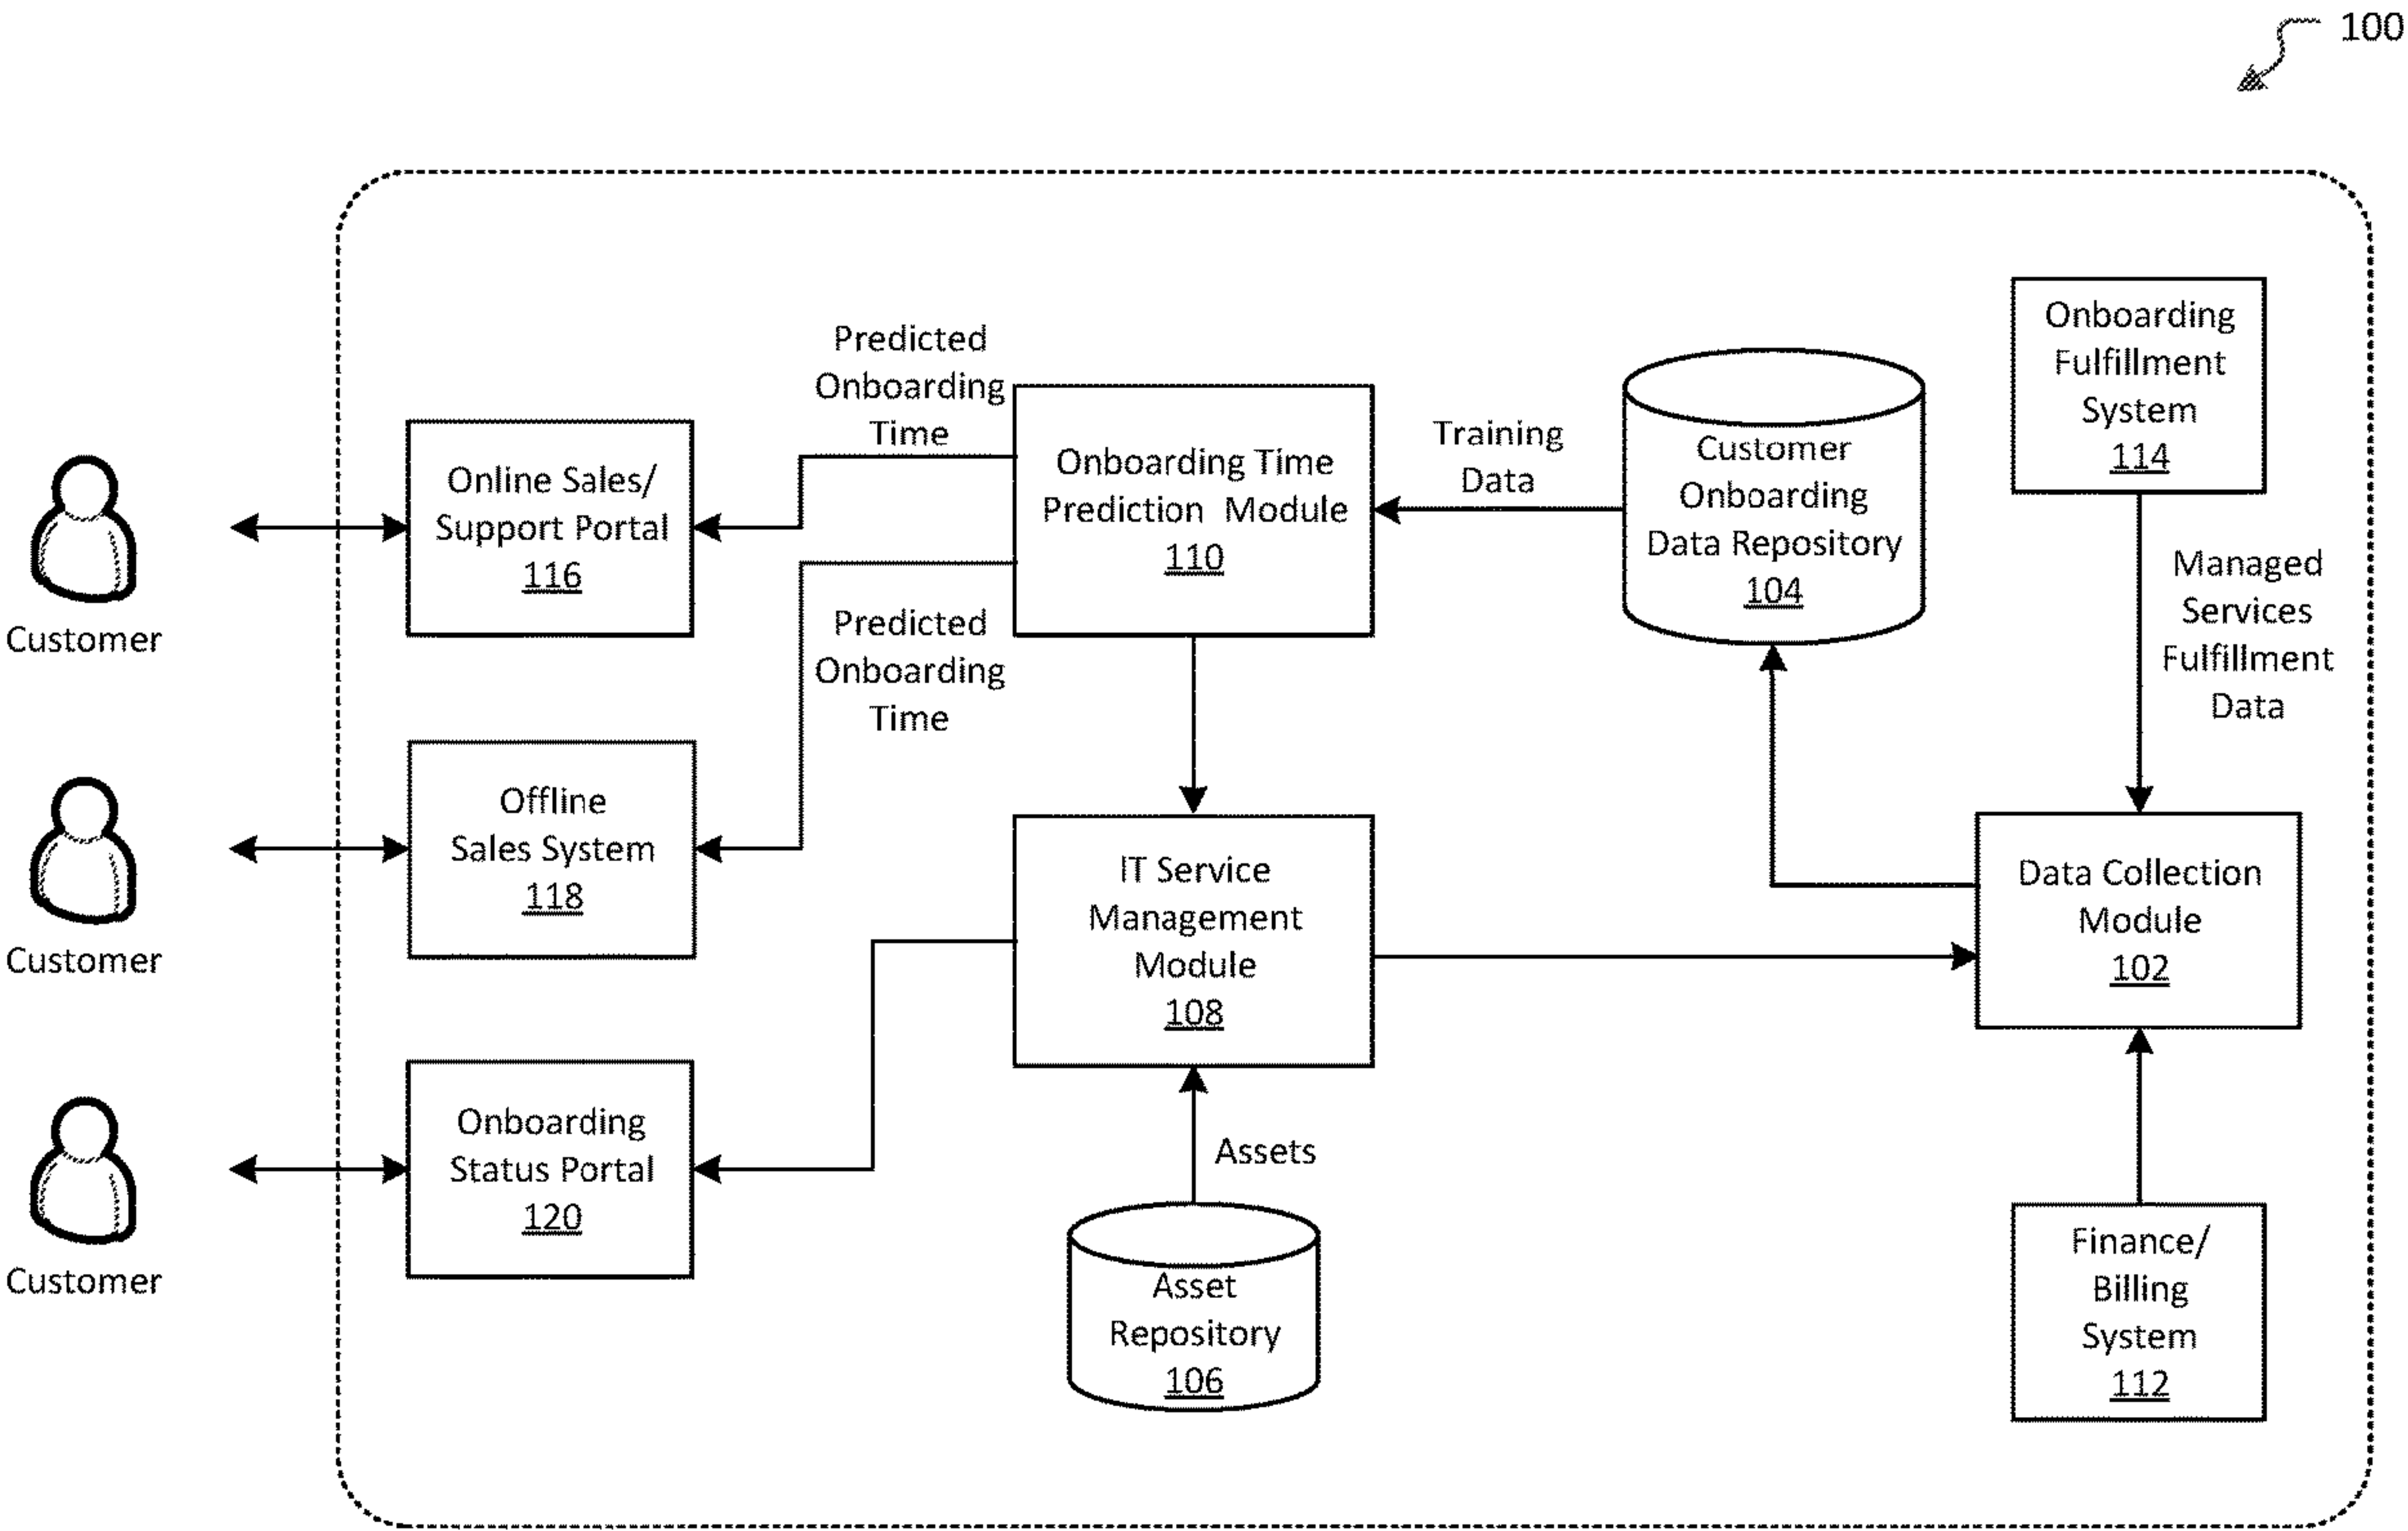 100
Predicted
Onboarding
Time
Online Sales/
Support Portal
116
Customer
Onboarding Time
Prediction Module
110
Training
Data
Customer
Onboarding
Data Repository
104
Onboarding
Fulfillment
System
114
Managed
Services
Fulfillment
Data
Predicted
Onboarding
Time
Offline
Sales System
118
Customer
IT Service
Management
Module
108
Data Collection
Module
102
Onboarding
Status Portal
120
Customer
Assets
Asset
Repository
106
Finance/
Billing
System
112